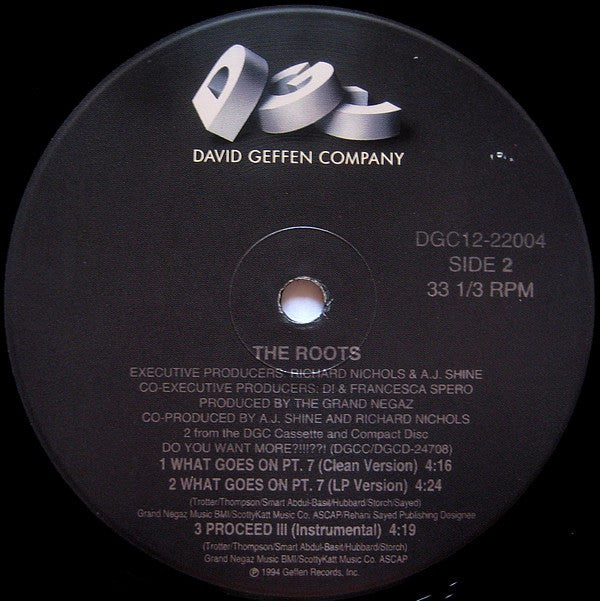 DGC
DAVID GEFFEN COMPANY
DGC12-22004
SIDE 2
33 1/3 RPM
THE ROOTS
EXECUTIVE PRODUCERS: RICHARD NICHOLS & A.J. SHINE
CO-EXECUTIVE PRODUCERS: D! & FRANCESCA SPERO
PRODUCED BY THE GRAND NEGAZ
CO-PRODUCED BY A.J. SHINE AND RICHARD NICHOLS
2 from the DGC Cassette and Compact Disc
DO YOU WANT MORE?!!!??! (DGCC/DGCD-24708)
1 WHAT GOES ON PT. 7 (Clean Version) 4:16
2 WHAT GOES ON PT. 7 (LP Version) 4:24
(Trotter/Thompson/Smart Abdul-Basit/Hubbard/Storch/Sayed)
Grand Negaz Music BMI/ScottyKatt Music Co. ASCAP/Rehani Sayed Publishing Designee
3 PROCEED III (Instrumental) 4:19
(Trotter/Thompson/Smart Abdul-Basit/Hubbard/Storch)
Grand Negaz Music BMI/ScottyKatt Music Co. ASCAP
℗ 1994 Geffen Records, Inc.